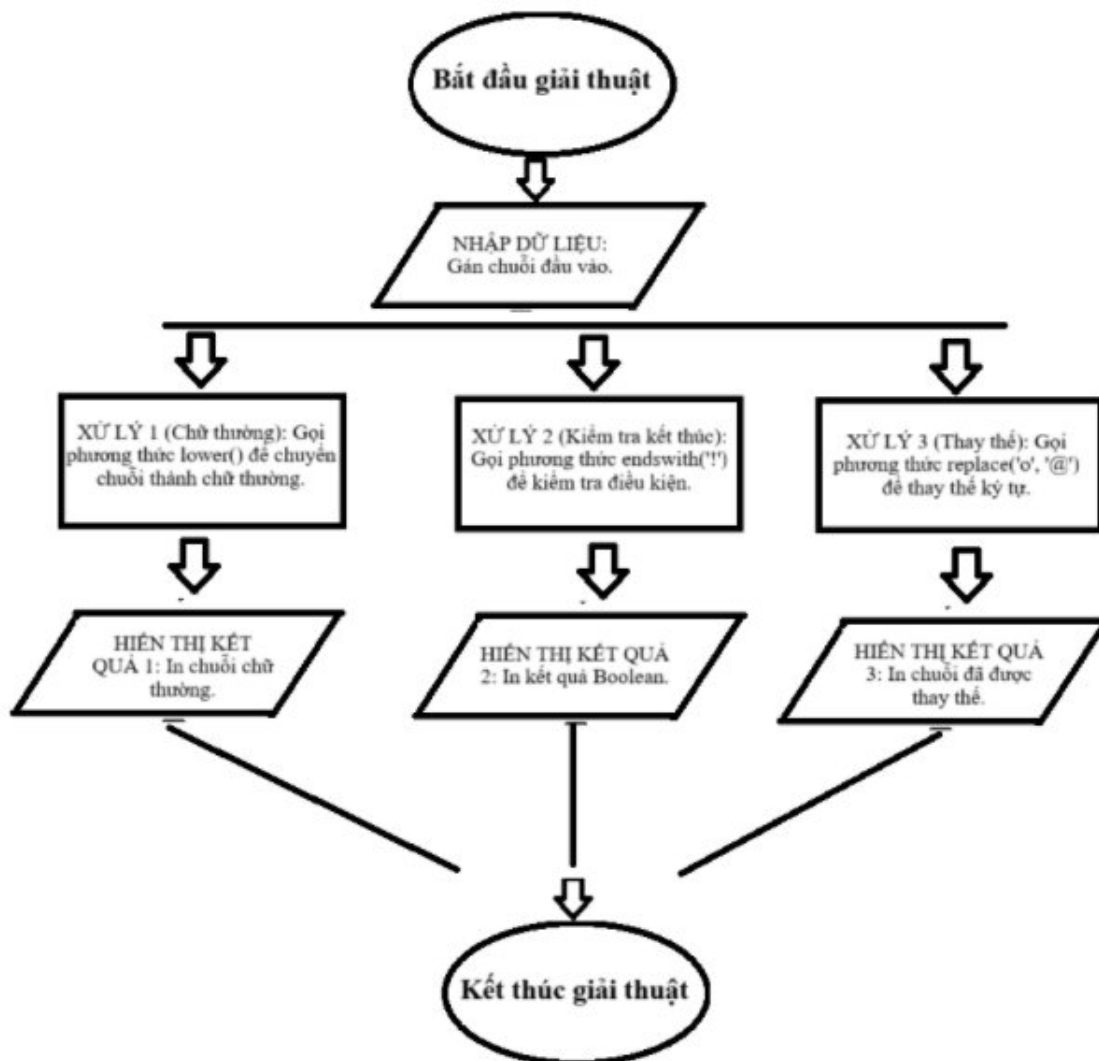 Bắt đầu giải thuật
NHẬP DỮ LIỆU:
Gán chuỗi đầu vào.
XỬ LÝ 1 (Chữ thường): Gọi
phương thức lower() để chuyển
chuỗi thành chữ thường.
XỬ LÝ 2 (Kiểm tra kết thúc):
Gọi phương thức endswith('!')
để kiểm tra điều kiện.
XỬ LÝ 3 (Thay thế): Gọi
phương thức replace('o', '@')
để thay thế ký tự.
HIỂN THỊ KẾT
QUẢ 1: In chuỗi chữ
thường.
HIỂN THỊ KẾT QUẢ
2: In kết quả Boolean.
HIỂN THỊ KẾT QUẢ
3: In chuỗi đã được
thay thế.
Kết thúc giải thuật